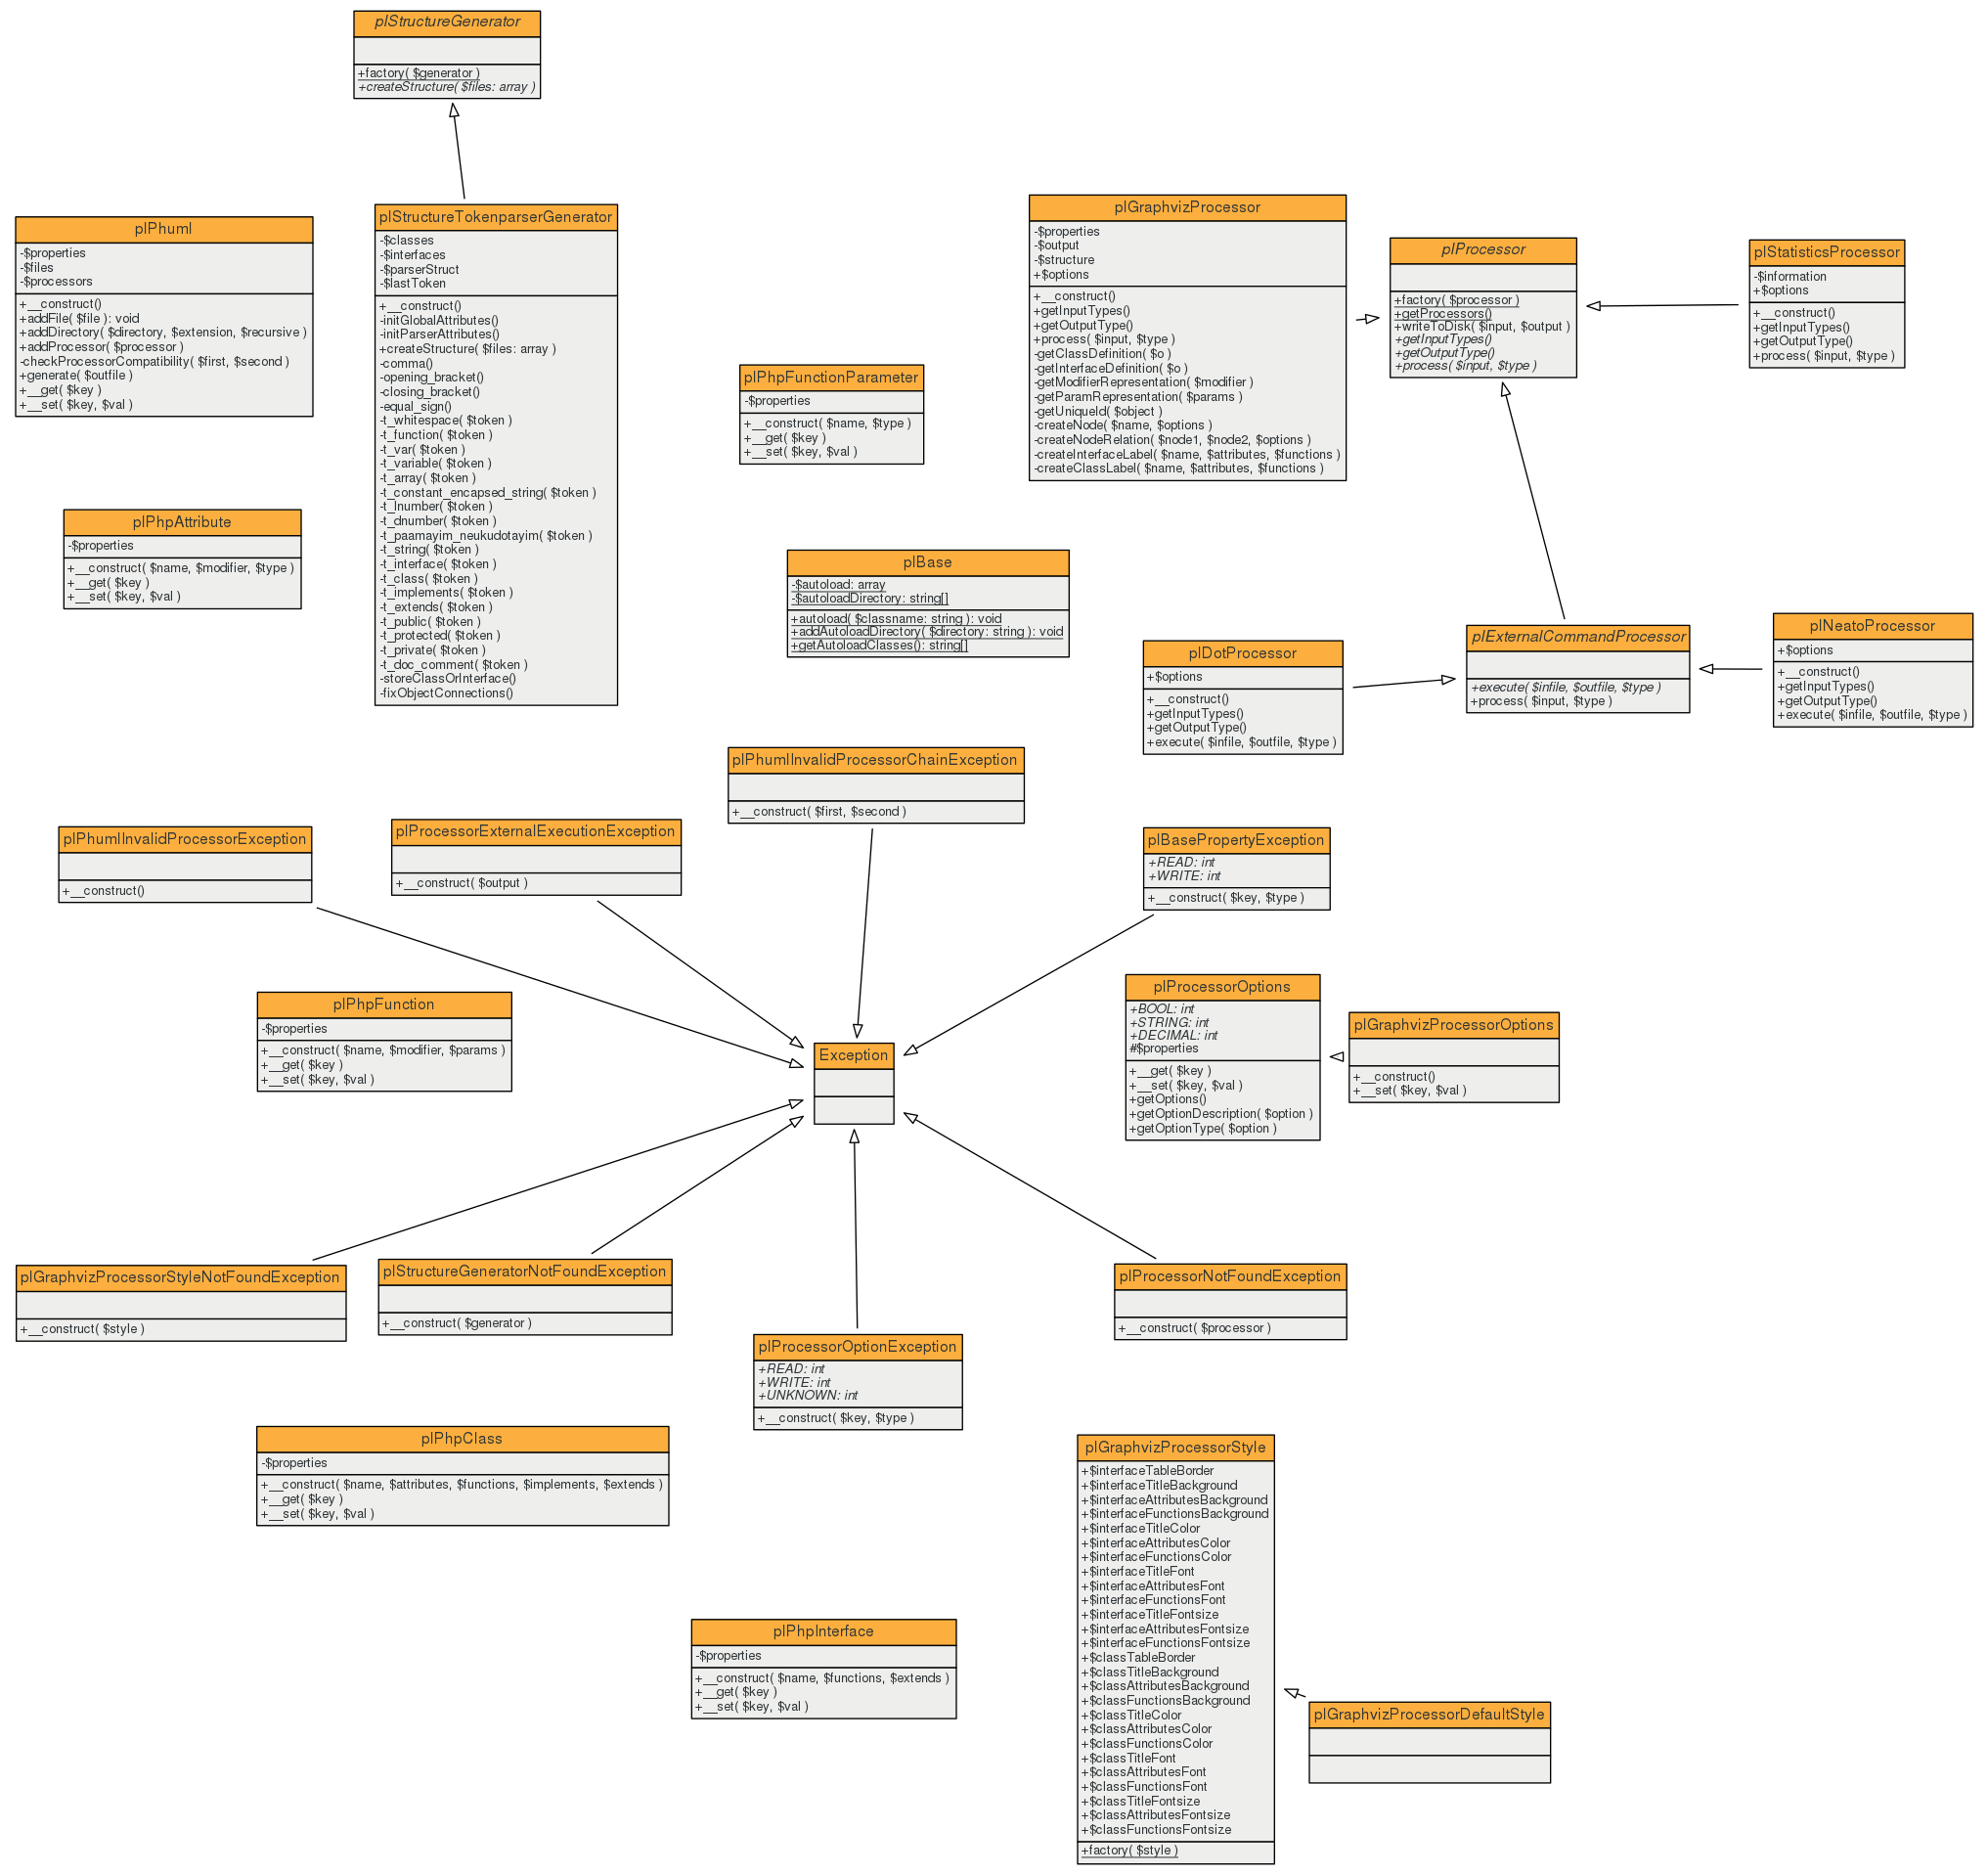 plStructureGenerator
+factory( $generator )
+createStructure( $files: array )
plPhuml
-$properties
-$files
-$processors
+__construct()
+addFile( $file ): void
+addDirectory( $directory, $extension, $recursive )
+addProcessor( $processor )
-checkProcessorCompatibility( $first, $second )
+generate( $outfile )
+__get( $key )
+__set( $key, $val )
plStructureTokenparserGenerator
-$classes
-$interfaces
-$parserStruct
-$lastToken
+__construct()
-initGlobalAttributes()
-initParserAttributes()
+createStructure( $files: array )
-comma()
-opening_bracket()
-closing_bracket()
-equal_sign()
-t_whitespace( $token )
-t_function( $token )
-t_var( $token )
-t_variable( $token )
-t_array( $token )
-t_constant_encapsed_string( $token )
-t_lnumber( $token )
-t_dnumber( $token )
-t_paamayim_neukudotayim( $token )
-t_string( $token )
-t_interface( $token )
-t_class( $token )
-t_implements( $token )
-t_extends( $token )
-t_public( $token )
-t_protected( $token )
-t_private( $token )
-t_doc_comment( $token )
-storeClassOrInterface()
-fixObjectConnections()
plGraphvizProcessor
-$properties
-$output
-$structure
+$options
+__construct()
+getInputTypes()
+getOutputType()
+process( $input, $type )
-getClassDefinition( $o )
-getInterfaceDefinition( $o )
-getModifierRepresentation( $modifier )
-getParamRepresentation( $params )
-getUniqueId( $object )
-createNode( $name, $options )
-createNodeRelation( $node1, $node2, $options )
-createInterfaceLabel( $name, $attributes, $functions )
-createClassLabel( $name, $attributes, $functions )
plProcessor
+factory( $processor )
+getProcessors()
+writeToDisk( $input, $output )
+getInputTypes()
+getOutputType()
+process( $input, $type )
plStatisticsProcessor
-$information
+$options
+__construct()
+getInputTypes()
+getOutputType()
+process( $input, $type )
plPhpFunctionParameter
-$properties
+__construct( $name, $type )
+__get( $key )
+__set( $key, $val )
plPhpAttribute
-$properties
+__construct( $name, $modifier, $type )
+__get( $key )
+__set( $key, $val )
plBase
-$autoload: array
-$autoloadDirectory: string[]
+autoload( $classname: string ): void
+addAutoloadDirectory( $directory: string ): void
+getAutoloadClasses(): string[]
plDotProcessor
+$options
+__construct()
+getInputTypes()
+getOutputType()
+execute( $infile, $outfile, $type )
plExternalCommandProcessor
+execute( $infile, $outfile, $type )
+process( $input, $type )
plNeatoProcessor
+$options
+__construct()
+getInputTypes()
+getOutputType()
+execute( $infile, $outfile, $type )
plPhumlInvalidProcessorChainException
+__construct( $first, $second )
plPhumlInvalidProcessorException
+__construct()
plProcessorExternalExecutionException
+__construct( $output )
plBasePropertyException
+READ: int
+WRITE: int
+__construct( $key, $type )
plPhpFunction
-$properties
+__construct( $name, $modifier, $params )
+__get( $key )
+__set( $key, $val )
Exception
plProcessorOptions
+BOOL: int
+STRING: int
+DECIMAL: int
#$properties
+__get( $key )
+__set( $key, $val )
+getOptions()
+getOptionDescription( $option )
+getOptionType( $option )
plGraphvizProcessorOptions
+__construct()
+__set( $key, $val )
plGraphvizProcessorStyleNotFoundException
+__construct( $style )
plStructureGeneratorNotFoundException
+__construct( $generator )
plProcessorOptionException
+READ: int
+WRITE: int
+UNKNOWN: int
+__construct( $key, $type )
plProcessorNotFoundException
+__construct( $processor )
plPhpClass
-$properties
+__construct( $name, $attributes, $functions, $implements, $extends )
+__get( $key )
+__set( $key, $val )
plPhpInterface
-$properties
+__construct( $name, $functions, $extends )
+__get( $key )
+__set( $key, $val )
plGraphvizProcessorStyle
+$interfaceTableBorder
+$interfaceTitleBackground
+$interfaceAttributesBackground
+$interfaceFunctionsBackground
+$interfaceTitleColor
+$interfaceAttributesColor
+$interfaceFunctionsColor
+$interfaceTitleFont
+$interfaceAttributesFont
+$interfaceFunctionsFont
+$interfaceTitleFontsize
+$interfaceAttributesFontsize
+$interfaceFunctionsFontsize
+$classTableBorder
+$classTitleBackground
+$classAttributesBackground
+$classFunctionsBackground
+$classTitleColor
+$classAttributesColor
+$classFunctionsColor
+$classTitleFont
+$classAttributesFont
+$classFunctionsFont
+$classTitleFontsize
+$classAttributesFontsize
+$classFunctionsFontsize
+factory( $style )
plGraphvizProcessorDefaultStyle